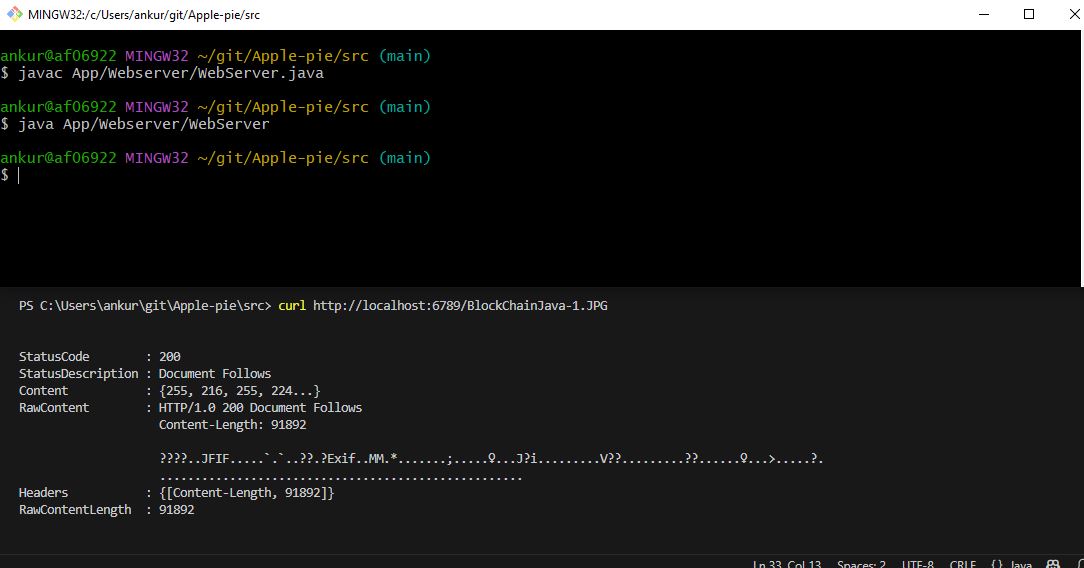 MINGW32:/c/Users/ankur/git/Apple-pie/src
ankur@af06922 MINGW32 ~/git/Apple-pie/src (main)
$ javac App/Webserver/WebServer.java
ankur@af06922 MINGW32 ~/git/Apple-pie/src (main)
$ java App/Webserver/WebServer
ankur@af06922 MINGW32 ~/git/Apple-pie/src (main)
$
PS C:\Users\ankur\git\Apple-pie\src> curl http://localhost:6789/BlockChainJava-1.JPG
StatusCode : 200
StatusDescription : Document Follows
Content : {255, 216, 255, 224...}
RawContent : HTTP/1.0 200 Document Follows
Content-Length: 91892
????..JFIF.....`.`..??.?Exif..MM.*.......;.....♀...J?i.........V??.........??......♀...>.....?.
....................................................
Headers : {[Content-Length, 91892]}
RawContentLength : 91892
Ln 33, Col 13 Spaces: 2 UTF-8 CRLF {} Java